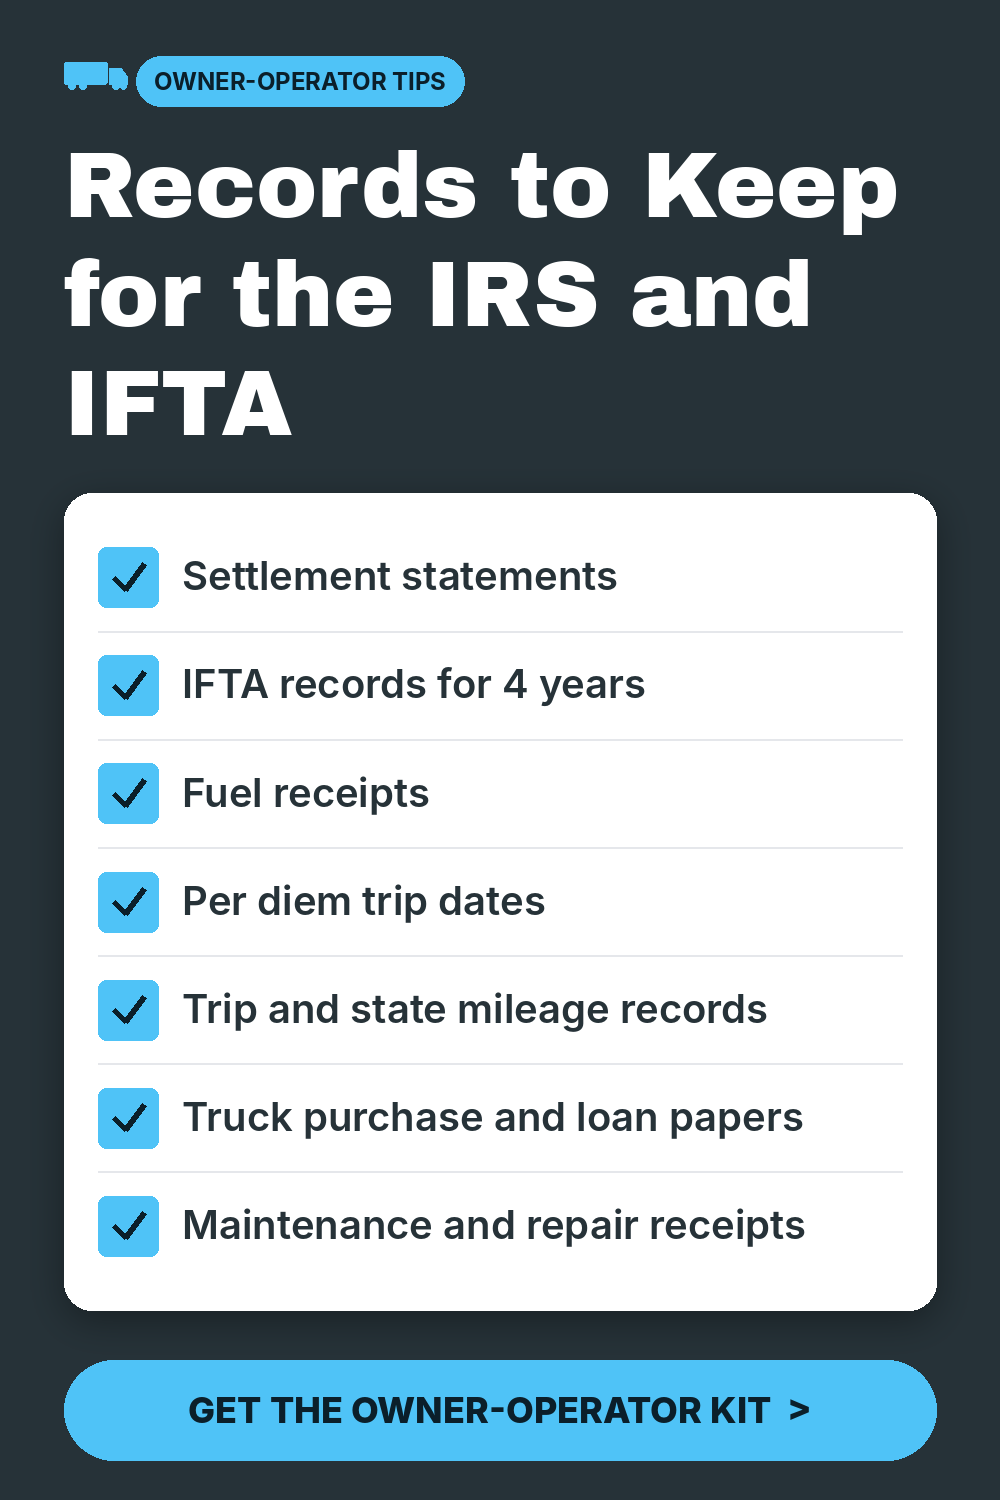 OWNER-OPERATOR TIPS
Records to Keep
for the IRS and
IFTA
Settlement statements
IFTA records for 4 years
Fuel receipts
Per diem trip dates
Trip and state mileage records
Truck purchase and loan papers
Maintenance and repair receipts
GET THE OWNER-OPERATOR KIT >